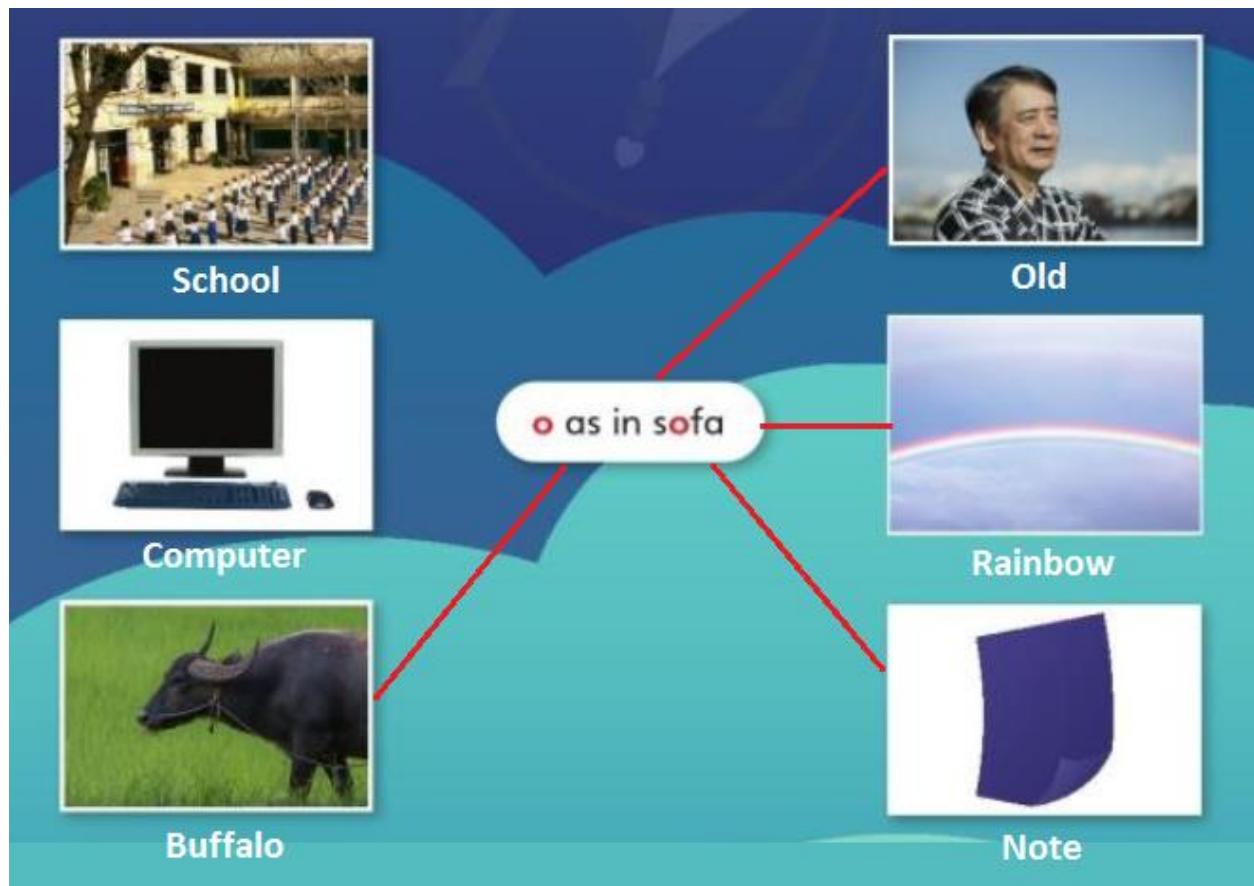 School
Old
o as in sofa
Computer
Rainbow
Buffalo
Note